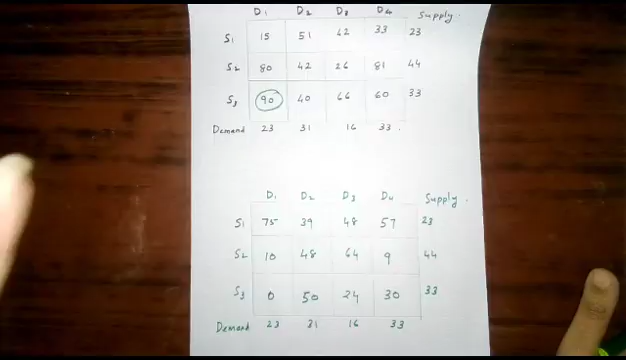 D1 D2 D3 D4 Supply.
S1 15 51 42 33 23
S2 80 42 26 81 44
S3 90 40 66 60 33
Demand 23 31 16 33.
D1 D2 D3 D4 Supply.
S1 75 39 48 57 23
S2 10 48 64 9 44
S3 0 50 24 30 33
Demand 23 31 16 33